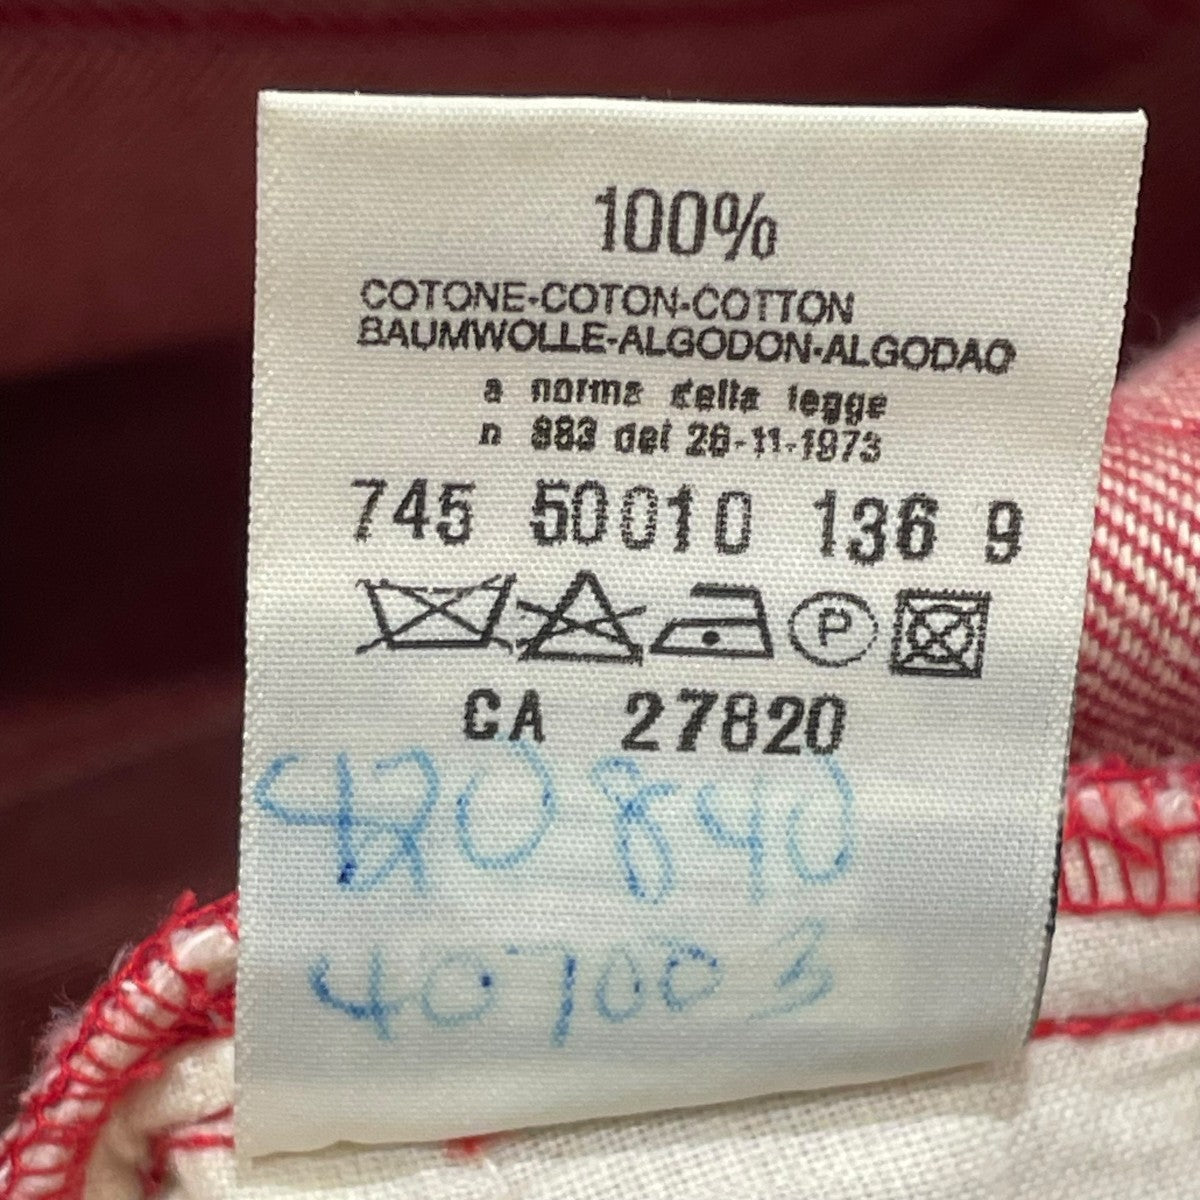 100%
COTONE-COTON-COTTON
BAUMWOLLE-ALGODON-ALGODAO
a norma della legge
n 883 del 26-11-1973
745 50010 136 9
P
CA 27820
420 840
407003